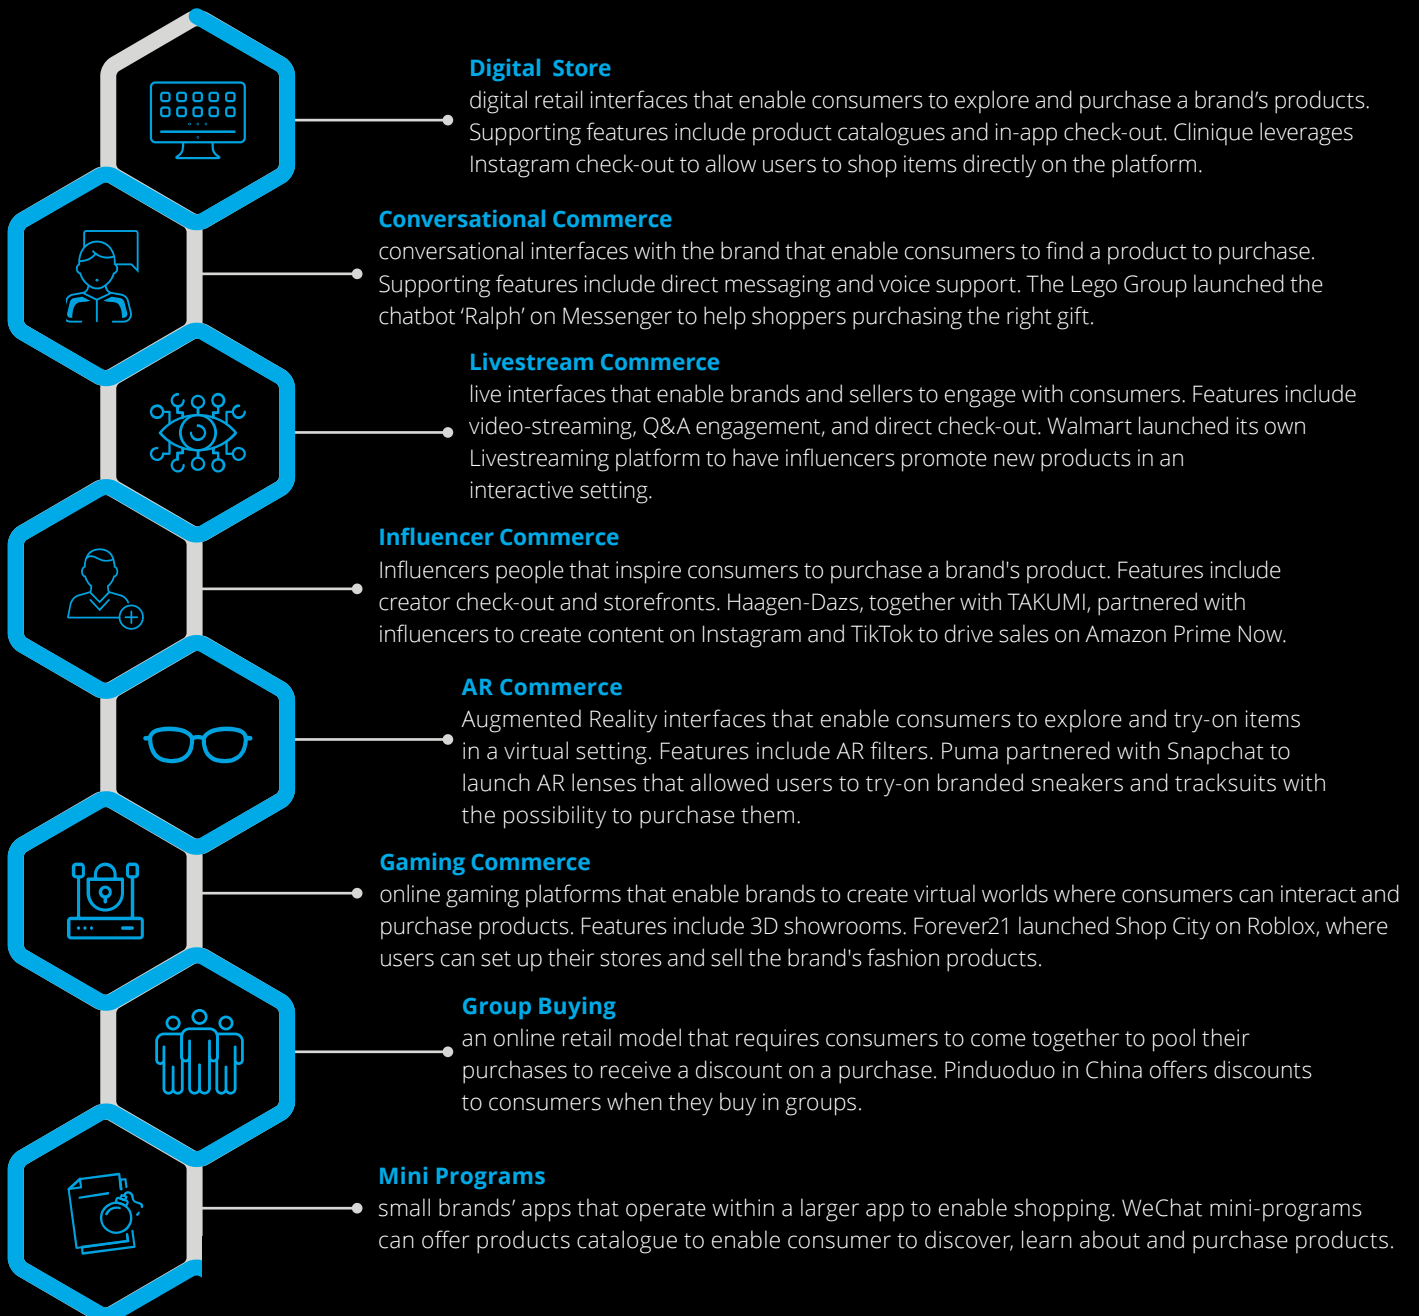 Digital Store
digital retail interfaces that enable consumers to explore and purchase a brand’s products.
Supporting features include product catalogues and in-app check-out. Clinique leverages
Instagram check-out to allow users to shop items directly on the platform.
Conversational Commerce
conversational interfaces with the brand that enable consumers to find a product to purchase.
Supporting features include direct messaging and voice support. The Lego Group launched the
chatbot ‘Ralph’ on Messenger to help shoppers purchasing the right gift.
Livestream Commerce
live interfaces that enable brands and sellers to engage with consumers. Features include
video-streaming, Q&A engagement, and direct check-out. Walmart launched its own
Livestreaming platform to have influencers promote new products in an
interactive setting.
Influencer Commerce
Influencers people that inspire consumers to purchase a brand's product. Features include
creator check-out and storefronts. Haagen-Dazs, together with TAKUMI, partnered with
influencers to create content on Instagram and TikTok to drive sales on Amazon Prime Now.
AR Commerce
Augmented Reality interfaces that enable consumers to explore and try-on items
in a virtual setting. Features include AR filters. Puma partnered with Snapchat to
launch AR lenses that allowed users to try-on branded sneakers and tracksuits with
the possibility to purchase them.
Gaming Commerce
online gaming platforms that enable brands to create virtual worlds where consumers can interact and
purchase products. Features include 3D showrooms. Forever21 launched Shop City on Roblox, where
users can set up their stores and sell the brand's fashion products.
Group Buying
an online retail model that requires consumers to come together to pool their
purchases to receive a discount on a purchase. Pinduoduo in China offers discounts
to consumers when they buy in groups.
Mini Programs
small brands’ apps that operate within a larger app to enable shopping. WeChat mini-programs
can offer products catalogue to enable consumer to discover, learn about and purchase products.